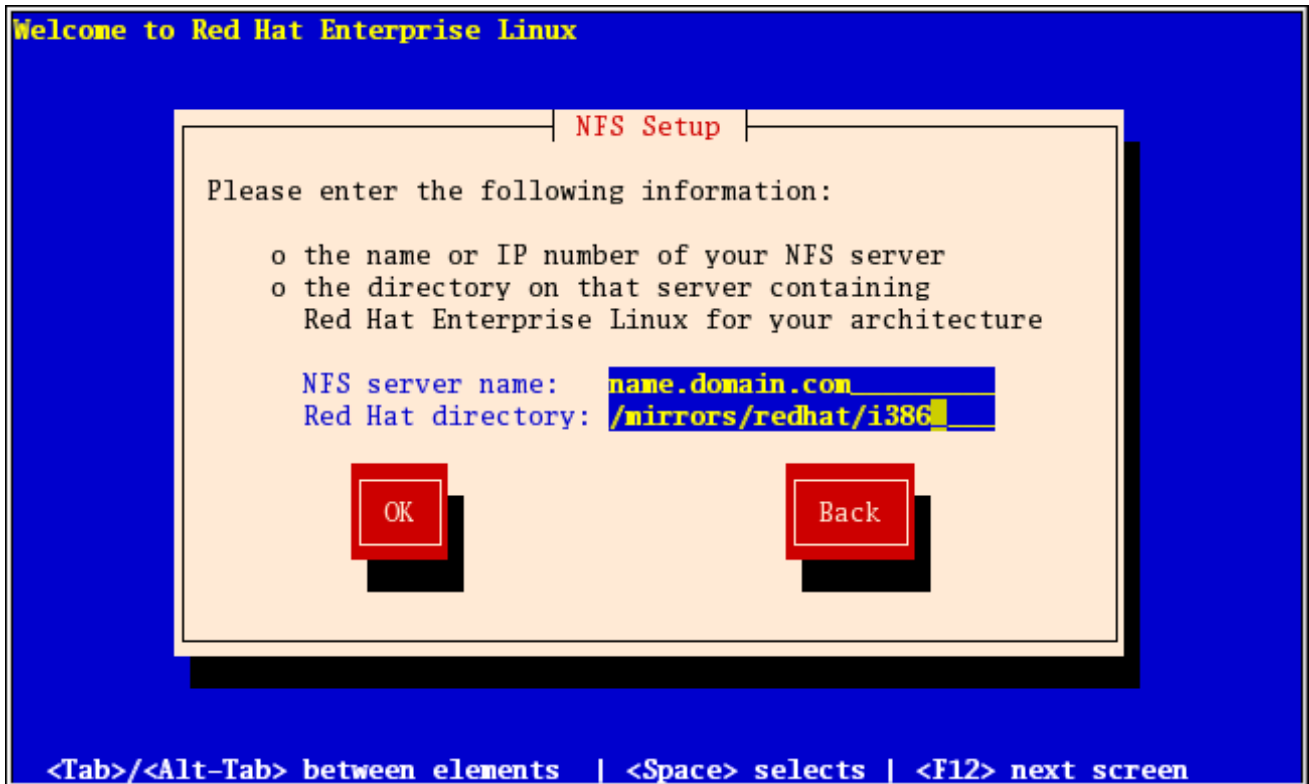 Welcome to Red Hat Enterprise Linux
NFS Setup
Please enter the following information:
o the name or IP number of your NFS server
o the directory on that server containing
Red Hat Enterprise Linux for your architecture
NFS server name: name.domain.com
Red Hat directory: /mirrors/redhat/i386
OK Back
<Tab>/<Alt-Tab> between elements | <Space> selects | <F12> next screen